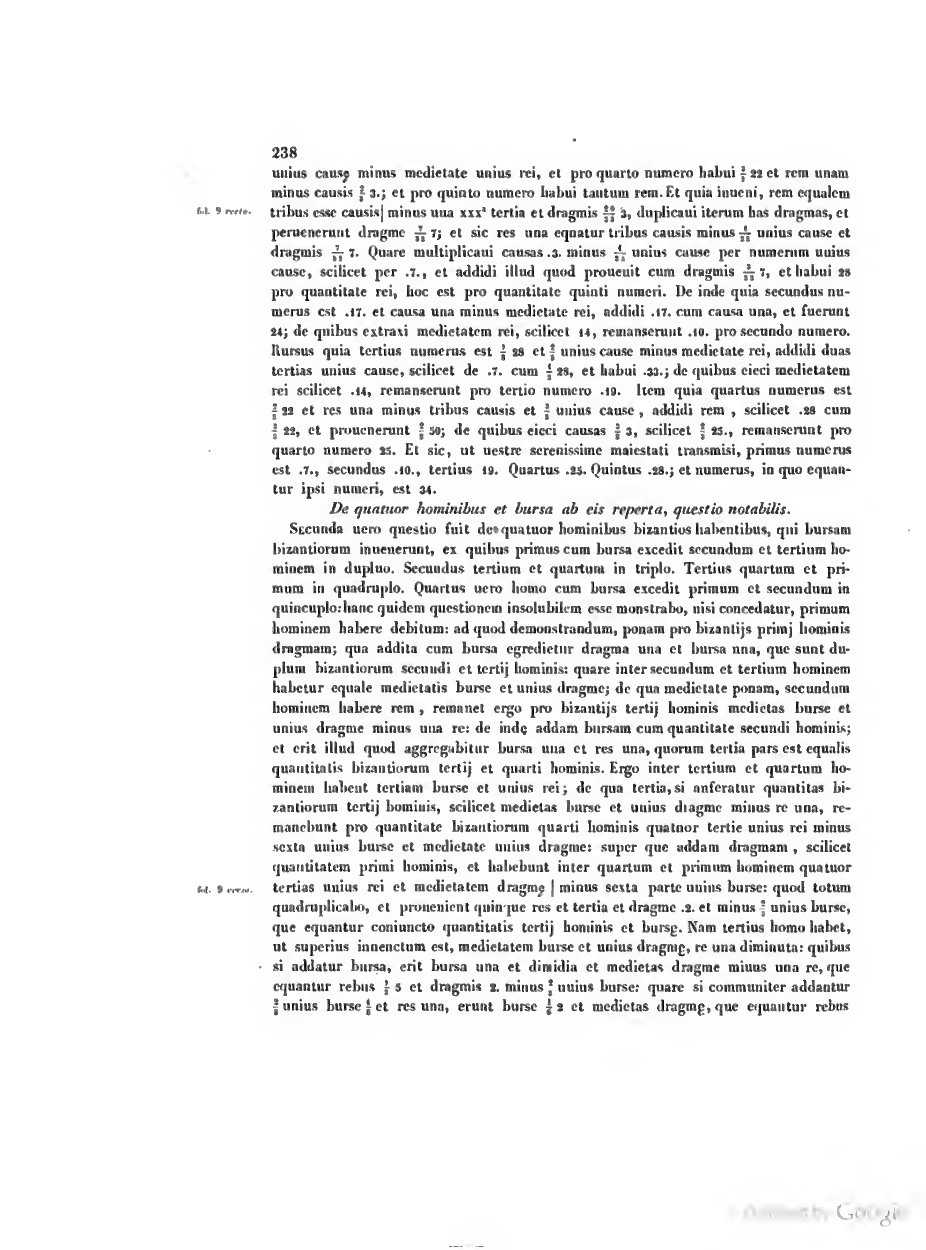 238
unius causę minus medietate unius rei, et pro quarto numero habui 2/3 22 et rem unam
minus causis 2/3 3.; et pro quinto numero habui tautum rem. Et quia inueni, rem equalem
fol. 9 recto.
tribus esse causis| minus una xxxª tertia et dragmis 20/33 3, duplicaui iterum has dragmas, et
peruenerunt dragme 7/33 7; et sic res una equatur tribus causis minus 1/33 unius cause et
dragmis 7/33 7. Quare multiplicaui causas .3. minus 1/33 unius cause per numerum unius
cause, scilicet per .7., et addidi illud quod prouenit cum dragmis 7/33 7, et habui 28
pro quantitate rei, hoc est pro quantitate quinti numeri. De inde quia secundus nu-
merus est .17. et causa una minus medietate rei, addidi .17. cum causa una, et fuerunt
24; de quibus extraxi medietatem rei, scilicet 14, remanserunt .10. pro secundo numero.
Rursus quia tertius numerus est 1/3 28 et 2/3 unius cause minus medietate rei, addidi duas
tertias unius cause, scilicet de .7. cum 1/3 28, et habui .33.; de quibus eieci medietatem
rei scilicet .14, remanserunt pro tertio numero .19. Item quia quartus numerus est
2/3 22 et res una minus tribus causis et 2/3 unius cause, addidi rem, scilicet .28 cum
2/3 22, et prouenerunt 2/3 50; de quibus eieci causas 2/3 3, scilicet 2/3 25., remanserunt pro
quarto numero 25. Et sic, ut uestre serenissime maiestati transmisi, primus numerus
est .7., secundus .10., tertius 19. Quartus .25. Quintus .28.; et numerus, in quo equan-
tur ipsi numeri, est 34.
De quatuor hominibus et bursa ab eis reperta, questio notabilis.
Secunda uero questio fuit de quatuor hominibus bizantios habentibus, qui bursam
bizantiorum inuenerunt, ex quibus primus cum bursa excedit secundum et tertium ho-
minem in dupluo. Secundus tertium et quartum in triplo. Tertius quartum et pri-
mum in quadruplo. Quartus uero homo cum bursa excedit primum et secundum in
quincuplo: hanc quidem questionem insolubilem esse monstrabo, nisi concedatur, primum
hominem habere debitum: ad quod demonstrandum, ponam pro bizantijs primj hominis
dragmam; qua addita cum bursa egredietur dragma una et bursa una, que sunt du-
plum bizantiorum secundi et tertij hominis: quare inter secundum et tertium hominem
habetur equale medietatis burse et unius dragme; de qua medietate ponam, secundum
hominem habere rem, remanet ergo pro bizantijs tertij hominis medietas burse et
unius dragme minus una re: de indę addam bursam cum quantitate secundi hominis;
et erit illud quod aggregabitur bursa una et res una, quorum tertia pars est equalis
quantitatis bizantiorum tertij et quarti hominis. Ergo inter tertium et quartum ho-
minem habent tertiam burse et unius rei; de qua tertia, si auferatur quantitas bi-
zantiorum tertij hominis, scilicet medietas burse et unius dragme minus re una, re-
manebunt pro quantitate bizantiorum quarti hominis quatuor tertie unius rei minus
sexta unius burse et medietate unius dragme: super que addam dragmam, scilicet
quantitatem primi hominis, et habebunt inter quartum et primum hominem quatuor
fol. 9 verso.
tertias unius rei et medietatem dragmę | minus sexta parte unius burse: quod totum
quadruplicabo, et prouenient quinque res et tertia et dragme .2. et minus 2/3 unius burse,
que equantur coniuncto quantitatis tertij hominis et bursę. Nam tertius homo habet,
ut superius inuenctum est, medietatem burse et unius dragmę, re una diminuta: quibus
si addatur bursa, erit bursa una et dimidia et medietas dragme minus una re, que
equantur rebus 1/3 5 et dragmis 2. minus 2/3 unius burse: quare si communiter addantur
2/3 unius burse et res una, erunt burse 1/6 2 et medietas dragmę, que equantur rebus